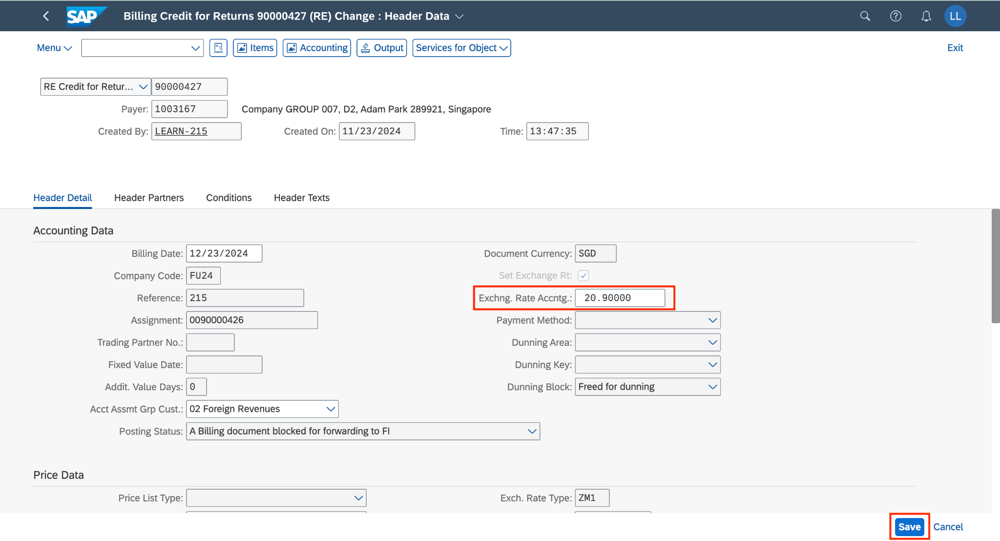 SAP Billing Credit for Returns 90000427 (RE) Change : Header Data LL
Menu Items Accounting Output Services for Object Exit
RE Credit for Retur... 90000427
Payer: 1003167 Company GROUP 007, D2, Adam Park 289921, Singapore
Created By: LEARN-215 Created On: 11/23/2024 Time: 13:47:35
Header Detail Header Partners Conditions Header Texts
Accounting Data
Billing Date: 12/23/2024 Document Currency: SGD
Company Code: FU24 Set Exchange Rt:
Reference: 215 Exchng. Rate Accntg.: 20.90000
Assignment: 0090000426 Payment Method:
Trading Partner No.: Dunning Area:
Fixed Value Date: Dunning Key:
Addit. Value Days: 0 Dunning Block: Freed for dunning
Acct Assmt Grp Cust.: 02 Foreign Revenues
Posting Status: A Billing document blocked for forwarding to FI
Price Data
Price List Type: Exch. Rate Type: ZM1
Save Cancel